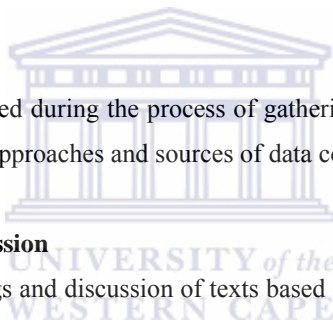 ed during the process of gatheri
pproaches and sources of data co
ssion
UNIVERSITY of the
gs and discussion of texts based
WESTERN CAPE